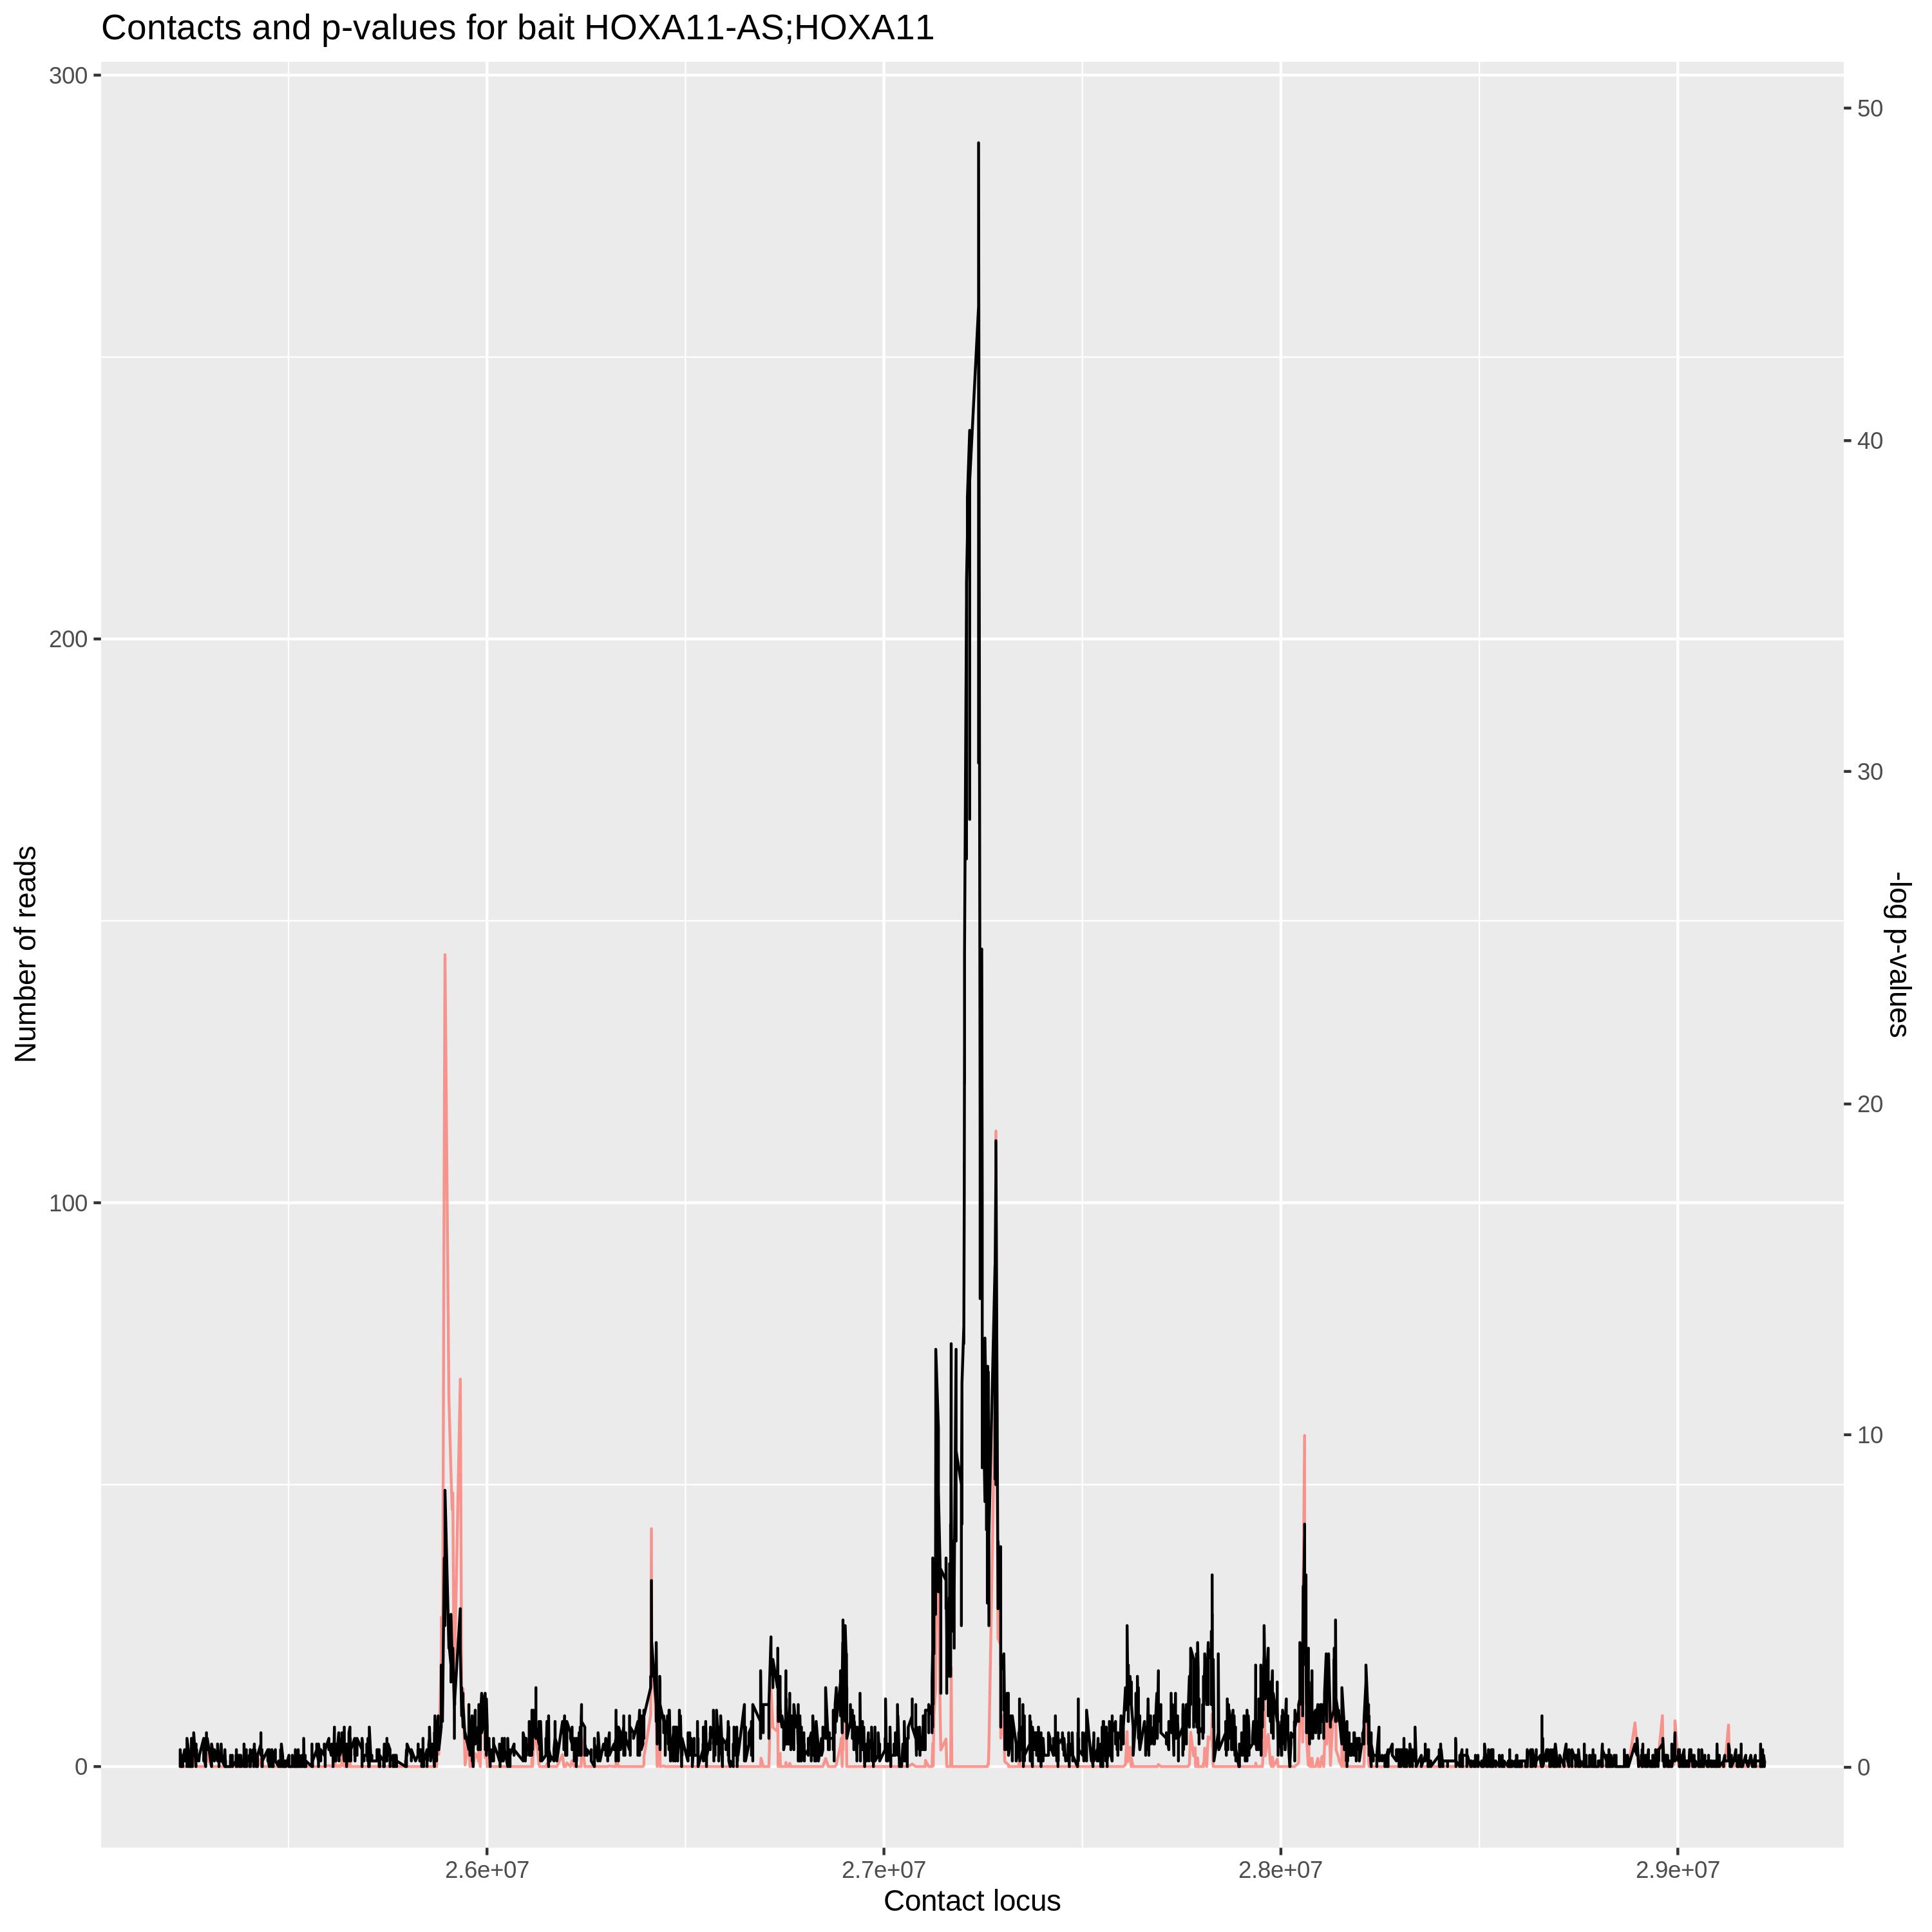 Contacts and p-values for bait HOXA11-AS;HOXA11
300
200
100
0
Number of reads
50
40
30
20
10
0
-log p-values
2.6e+07
2.7e+07
2.8e+07
2.9e+07
Contact locus